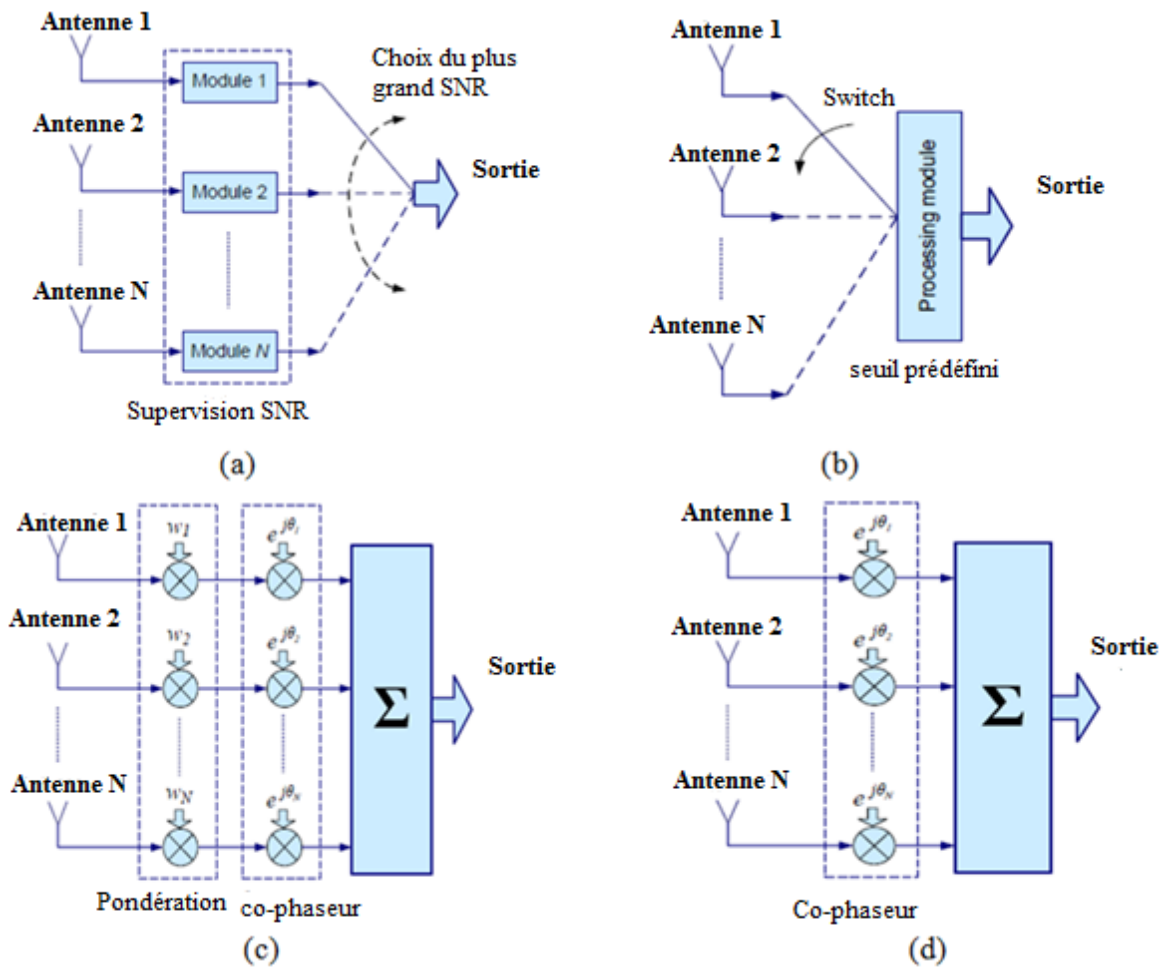 Antenne 1
Module 1
Antenne 2
Module 2
Antenne N
Module N
Choix du plus
grand SNR
Sortie
Supervision SNR
(a)
Antenne 1
Switch
Antenne 2
Antenne N
Processing module
Sortie
seuil prédéfini
(b)
Antenne 1
w1
e^jθ1
Antenne 2
w2
e^jθ2
Antenne N
wN
e^jθN
Σ
Sortie
Pondération
co-phaseur
(c)
Antenne 1
e^jθ1
Antenne 2
e^jθ2
Antenne N
e^jθN
Σ
Sortie
Co-phaseur
(d)